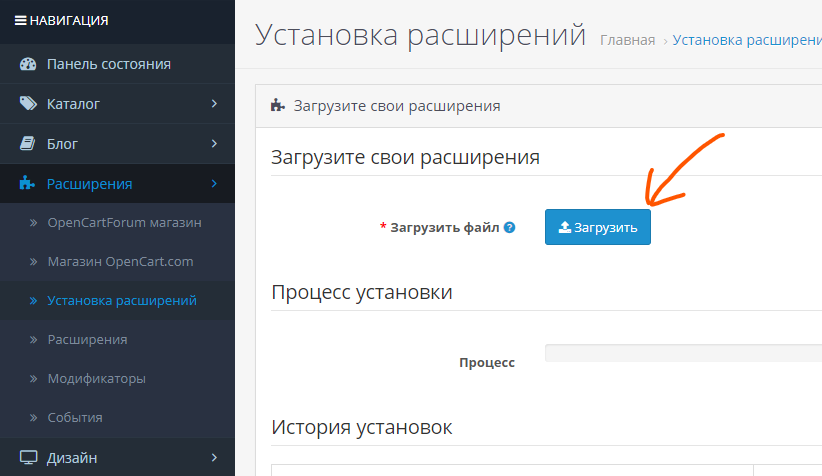 НАВИГАЦИЯ
Панель состояния
Каталог
Блог
Расширения
OpenCartForum магазин
Магазин OpenCart.com
Установка расширений
Расширения
Модификаторы
События
Дизайн
Установка расширений Главная › Установка расширени
Загрузите свои расширения
Загрузите свои расширения
* Загрузить файл ? Загрузить
Процесс установки
Процесс
История установок